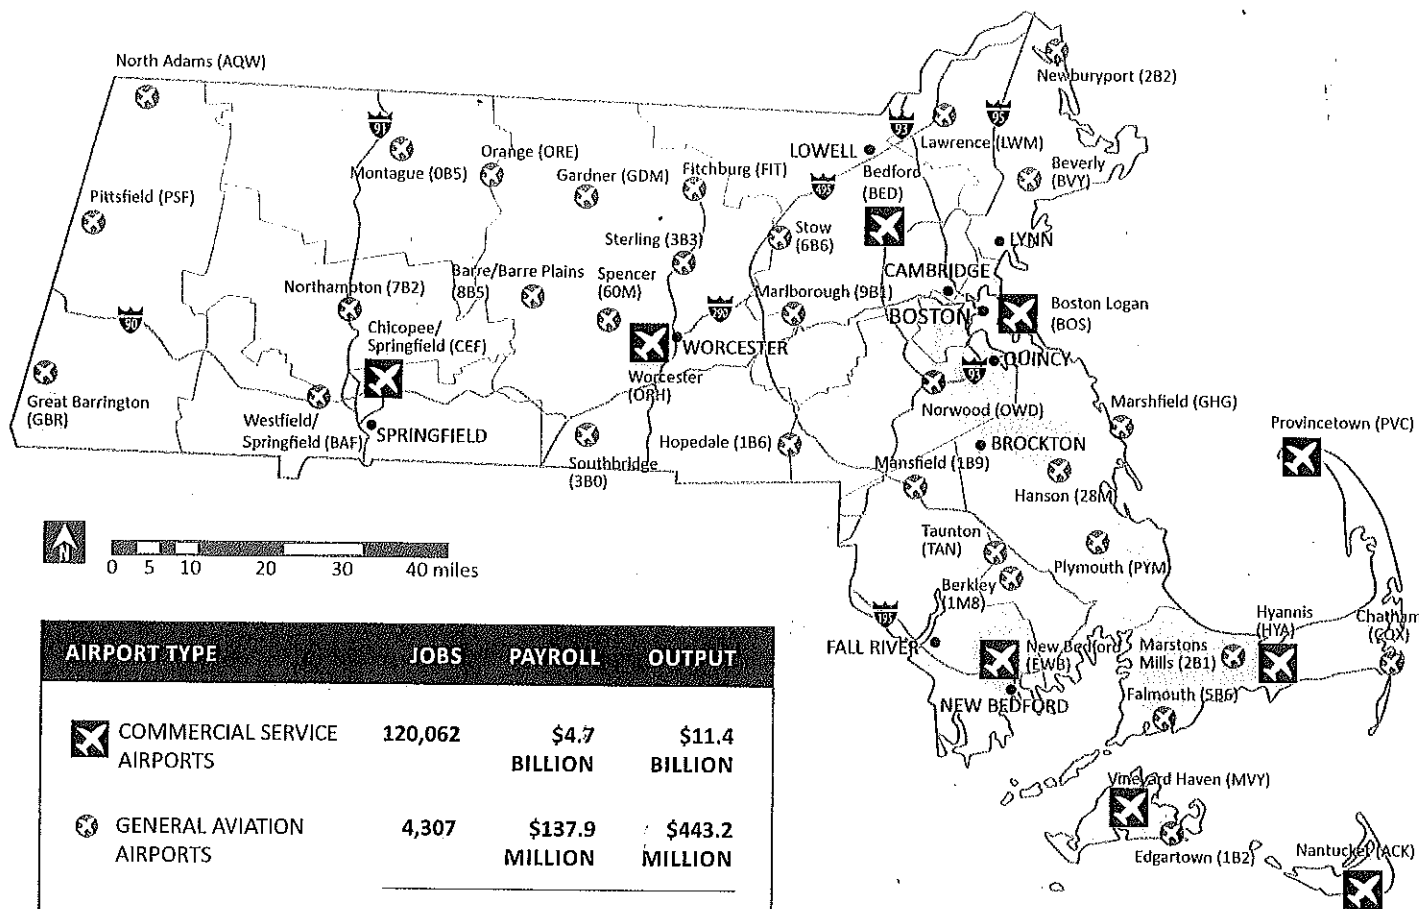 North Adams (AQW)
Newburyport (2B2)
91
93
95
Lawrence (LWM)
LOWELL
Orange (ORE)
Montague (0B5)
Gardner (GDM)
Fitchburg (FIT)
495
Bedford
(BED)
Beverly
(BVY)
Pittsfield (PSF)
Stow
(6B6)
Sterling (3B3)
LYNN
CAMBRIDGE
Northampton (7B2)
Barre/Barre Plains
(8B5)
Spencer
(60M)
Marlborough (9B1)
290
90
Boston Logan
(BOS)
BOSTON
Chicopee/
Springfield (CEF)
WORCESTER
Worcester
(ORH)
QUINCY
93
Great Barrington
(GBR)
Westfield/
Springfield (BAF)
SPRINGFIELD
Southbridge
(3B0)
Hopedale (1B6)
Norwood (OWD)
Marshfield (GHG)
BROCKTON
Provincetown (PVC)
Mansfield (1B9)
Hanson (28M)
Taunton
(TAN)
Plymouth (PYM)
Berkley
(1M8)
N
0 5 10 20 30 40 miles
195
FALL RIVER
New Bedford
(EWB)
NEW BEDFORD
Marstons
Mills (2B1)
Hyannis
(HYA)
Chatham
(CQX)
Falmouth (5B6)
Vineyard Haven (MVY)
Edgartown (1B2)
Nantucket (ACK)
AIRPORT TYPE JOBS PAYROLL OUTPUT
COMMERCIAL SERVICE 120,062 $4.7 $11.4
AIRPORTS BILLION BILLION
GENERAL AVIATION 4,307 $137.9 $443.2
AIRPORTS MILLION MILLION